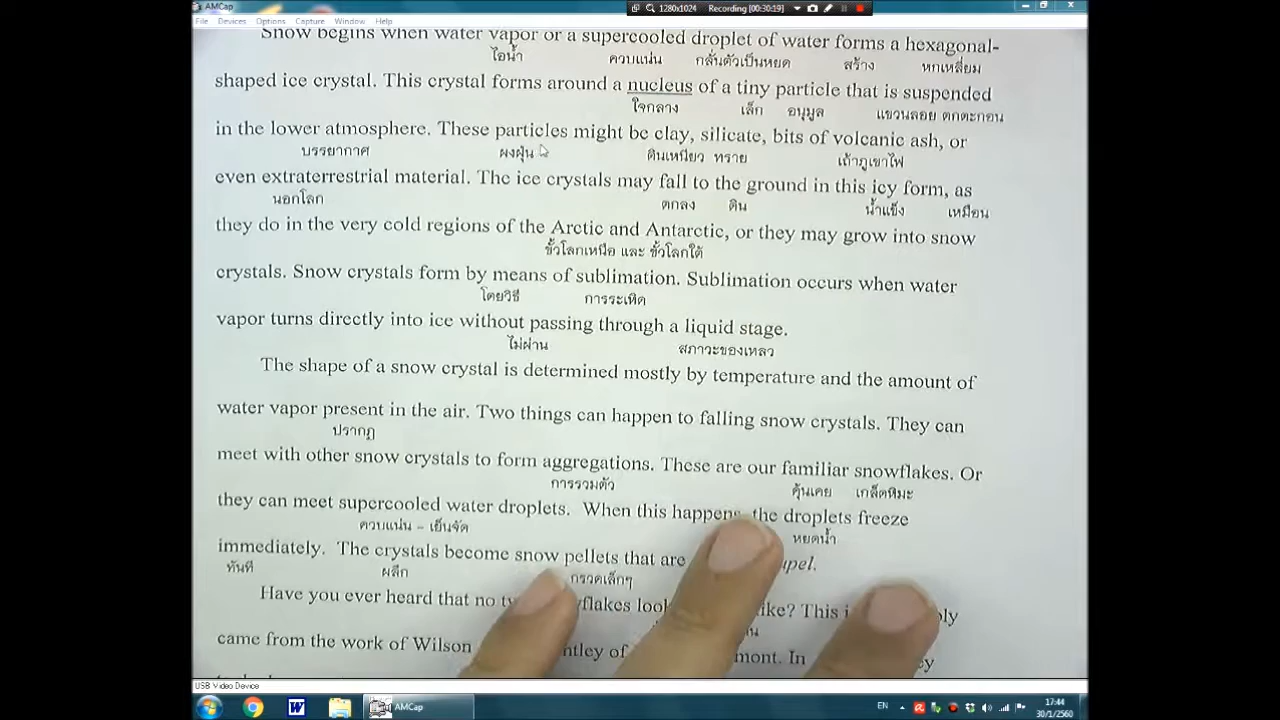 AMCap
1280x1024 Recording [00:30:19]
File Devices Options Capture Window Help
Snow begins when water vapor or a supercooled droplet of water forms a hexagonal-
ไอน้ำ ควบแน่น กลั่นตัวเป็นหยด สร้าง หกเหลี่ยม
shaped ice crystal. This crystal forms around a nucleus of a tiny particle that is suspended
ใจกลาง เล็ก อนุมูล แขวนลอย ตกตะกอน
in the lower atmosphere. These particles might be clay, silicate, bits of volcanic ash, or
บรรยากาศ ผงฝุ่น ดินเหนียว ทราย เถ้าภูเขาไฟ
even extraterrestrial material. The ice crystals may fall to the ground in this icy form, as
นอกโลก ตกลง ดิน น้ำแข็ง เหมือน
they do in the very cold regions of the Arctic and Antarctic, or they may grow into snow
ขั้วโลกเหนือ และ ขั้วโลกใต้
crystals. Snow crystals form by means of sublimation. Sublimation occurs when water
โดยวิธี การระเหิด
vapor turns directly into ice without passing through a liquid stage.
ไม่ผ่าน สภาวะของเหลว
The shape of a snow crystal is determined mostly by temperature and the amount of
water vapor present in the air. Two things can happen to falling snow crystals. They can
ปรากฏ
meet with other snow crystals to form aggregations. These are our familiar snowflakes. Or
การรวมตัว คุ้นเคย เกล็ดหิมะ
they can meet supercooled water droplets. When this happens, the droplets freeze
ควบแน่น – เย็นจัด หยดน้ำ
immediately. The crystals become snow pellets that are
ทันที ผลึก กรวดเล็กๆ
Have you ever heard that no
came from the work of Wilson
In
USB Video Device
AMCap
EN
17:44
30/1/2560